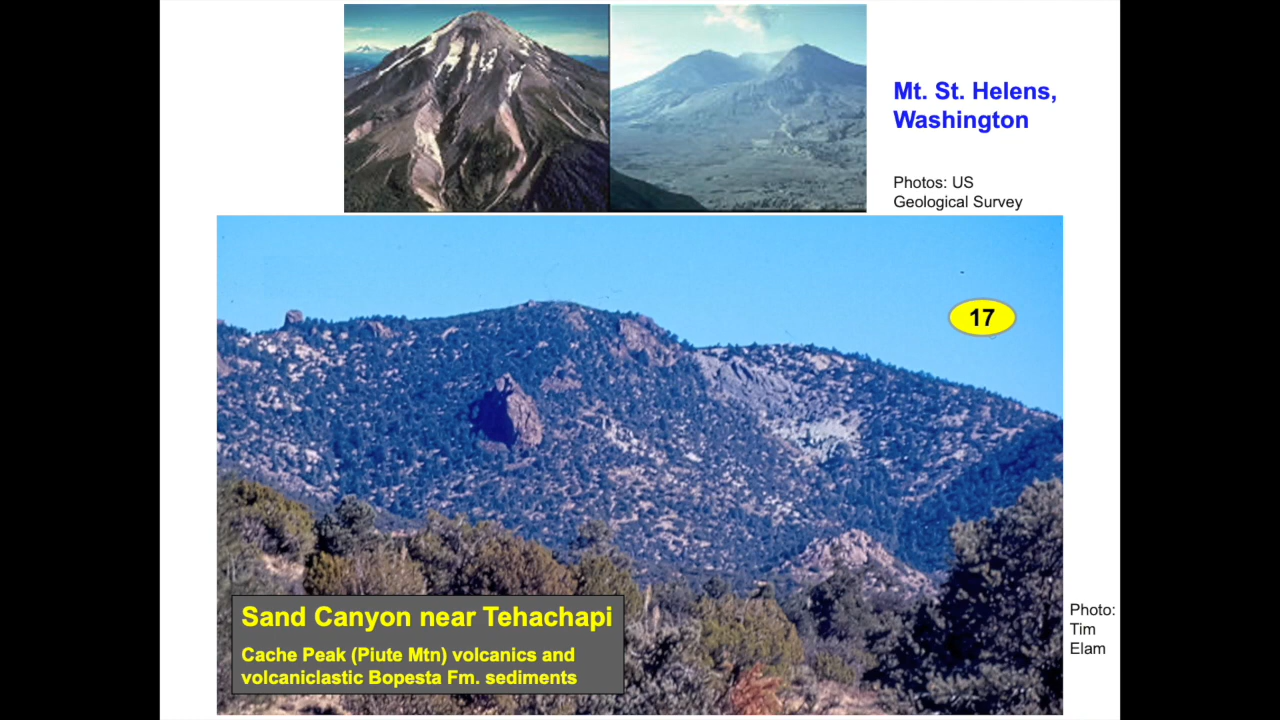 Mt. St. Helens,
Washington
Photos: US
Geological Survey
17
Sand Canyon near Tehachapi
Cache Peak (Piute Mtn) volcanics and
volcaniclastic Bopesta Fm. sediments
Photo:
Tim
Elam